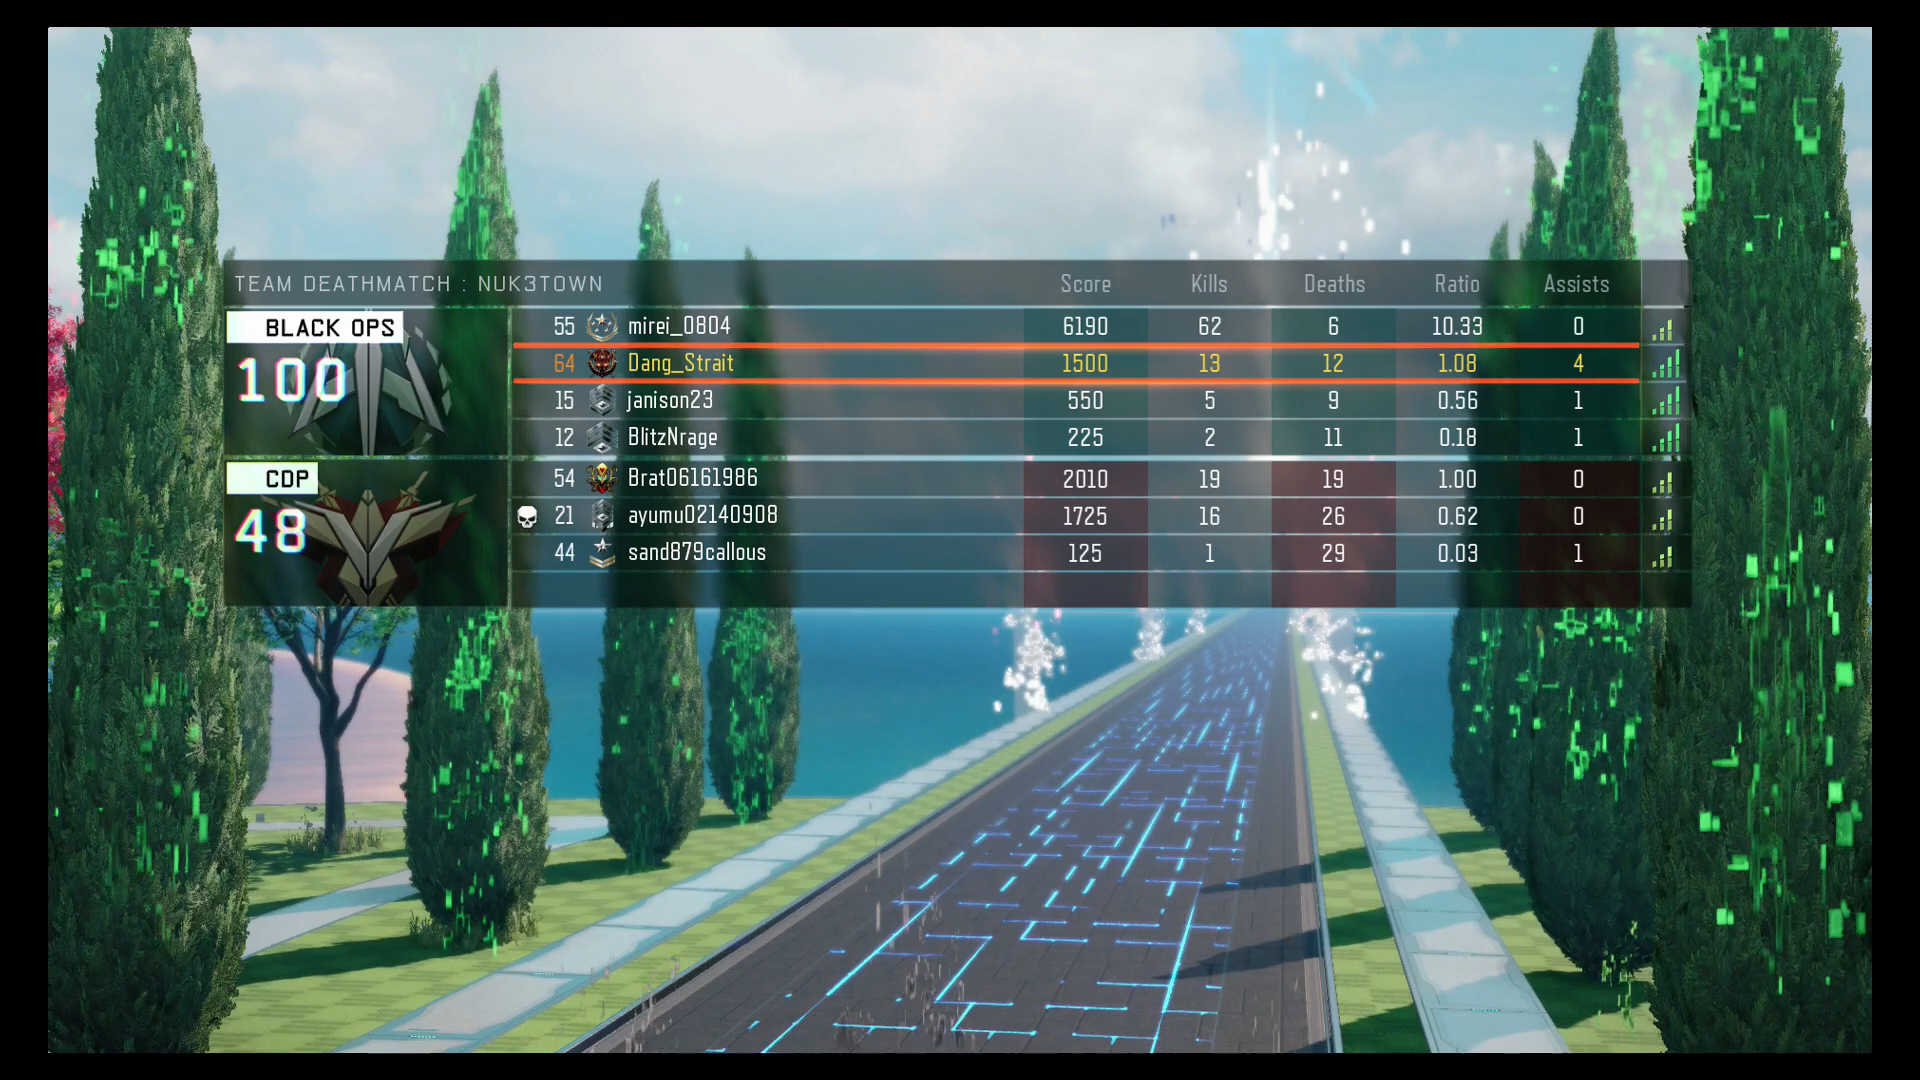 TEAM DEATHMATCH : NUK3TOWN Score Kills Deaths Ratio Assists
BLACK OPS
100
55 mirei_0804 6190 62 6 10.33 0
64 Dang_Strait 1500 13 12 1.08 4
15 janison23 550 5 9 0.56 1
12 BlitzNrage 225 2 11 0.18 1
CDP
48
54 Brat06161986 2010 19 19 1.00 0
21 ayumu02140908 1725 16 26 0.62 0
44 sand879callous 125 1 29 0.03 1